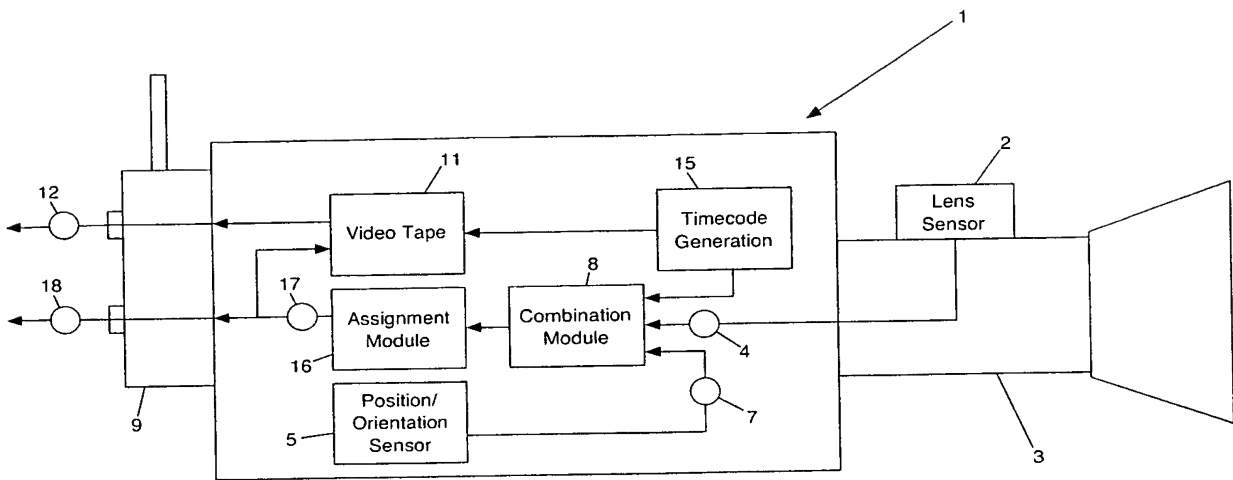 1
2
Lens
Sensor
11
Video Tape
15
Timecode
Generation
12
8
Combination
Module
17
Assignment
Module
16
18
4
Position/
Orientation
Sensor
5
7
9
3